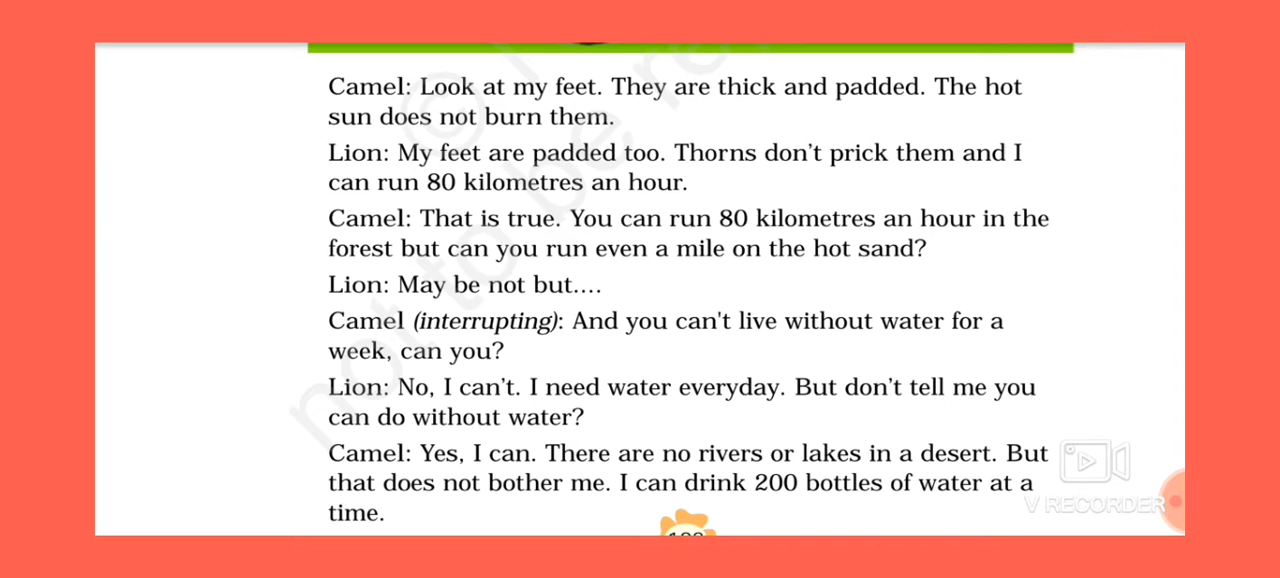 Camel: Look at my feet. They are thick and padded. The hot
sun does not burn them.
Lion: My feet are padded too. Thorns don't prick them and I
can run 80 kilometres an hour.
Camel: That is true. You can run 80 kilometres an hour in the
forest but can you run even a mile on the hot sand?
Lion: May be not but....
Camel (interrupting): And you can't live without water for a
week, can you?
Lion: No, I can't. I need water everyday. But don't tell me you
can do without water?
Camel: Yes, I can. There are no rivers or lakes in a desert. But
that does not bother me. I can drink 200 bottles of water at a
time.
V RECORDER
not to be